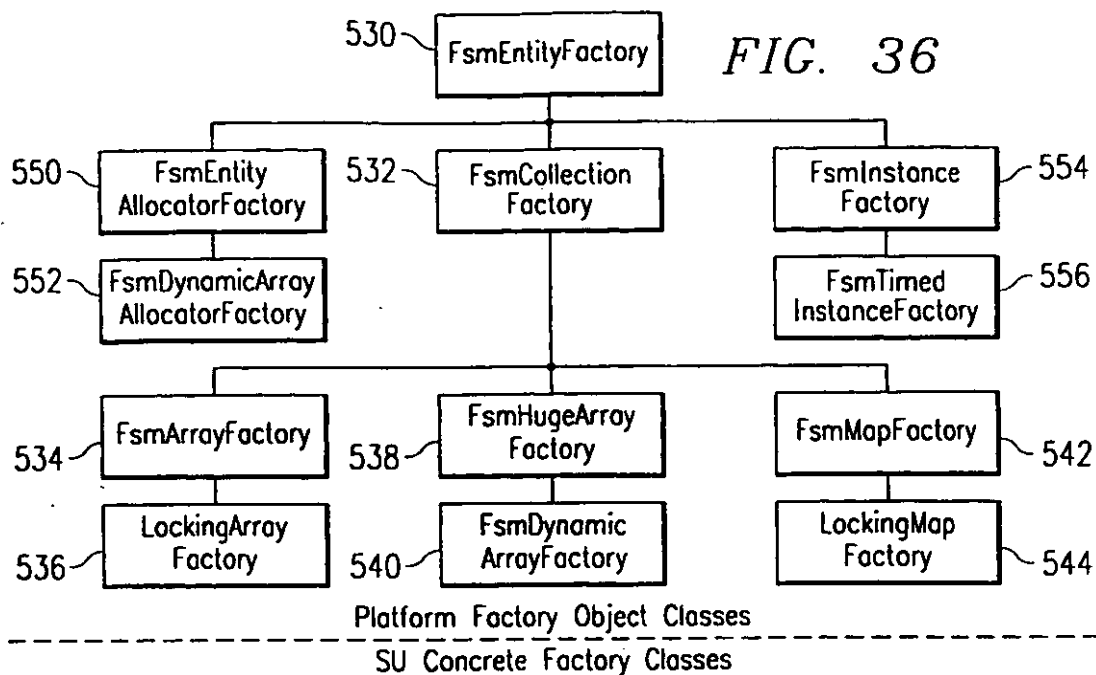 530
FsmEntityFactory
FIG. 36
550
FsmEntity
AllocatorFactory
532
FsmCollection
Factory
FsmInstance
Factory
554
552
FsmDynamicArray
AllocatorFactory
FsmTimed
InstanceFactory
556
534
FsmArrayFactory
538
FsmHugeArray
Factory
FsmMapFactory
542
536
LockingArray
Factory
540
FsmDynamic
ArrayFactory
LockingMap
Factory
544
Platform Factory Object Classes
SU Concrete Factory Classes